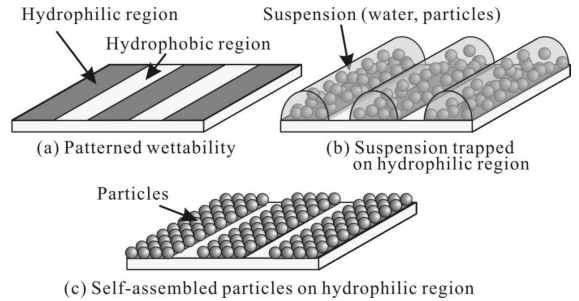 Hydrophilic region
Hydrophobic region
Suspension (water, particles)
(a) Patterned wettability
(b) Suspension trapped
on hydrophilic region
Particles
(c) Self-assembled particles on hydrophilic region